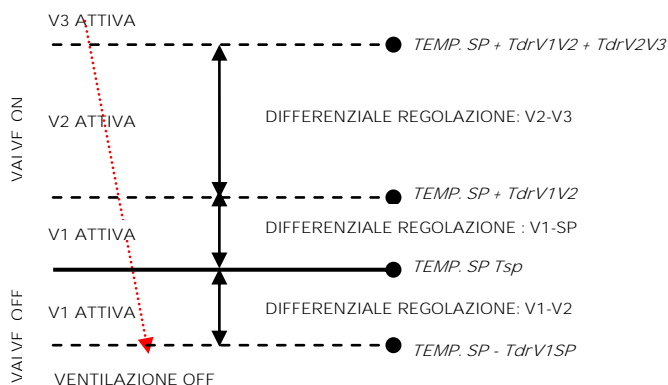 V3 ATTIVA
TEMP. SP + TdrV1V2 + TdrV2V3
VALVE ON
V2 ATTIVA
DIFFERENZIALE REGOLAZIONE: V2-V3
TEMP. SP + TdrV1V2
V1 ATTIVA
DIFFERENZIALE REGOLAZIONE : V1-SP
TEMP. SP Tsp
VALVE OFF
V1 ATTIVA
DIFFERENZIALE REGOLAZIONE: V1-V2
TEMP. SP - TdrV1SP
VENTILAZIONE OFF